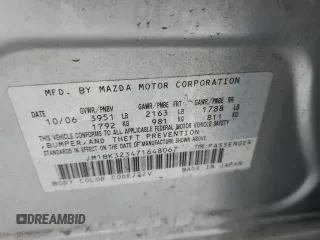 MFD. BY MAZDA MOTOR CORPORATION
GVWR/PNBV GAWR/PNBE FRT GAWR/PNBE RR
10/06 3951 LB 2163 LB 1788 LB
1792 KG 981 KG 811 KG
THIS VEHICLE CONFORMS TO ALL APPLICABLE FEDERAL MOTOR VEHICLE SAFETY
BUMPER, AND THEFT PREVENTION
STANDARDS IN EFFECT ON THE DATE OF MANUFACTURE SHOWN ABOVE.
JM1BK323471648067 PASSENGER
MADE IN JAPAN
BODY COLOR CODE: